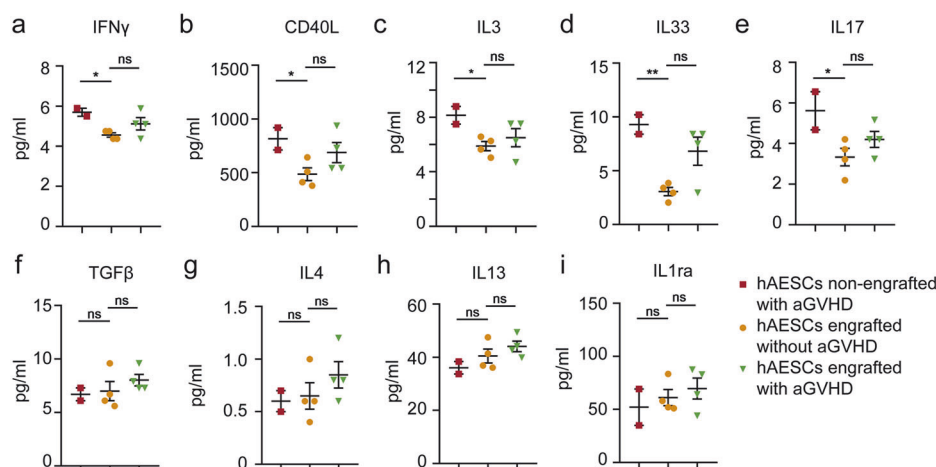 a IFNγ
ns
*
pg/ml
8
6
4
2
0
b CD40L
ns
*
pg/ml
1500
1000
500
0
c IL3
ns
*
pg/ml
12
9
6
3
0
d IL33
ns
**
pg/ml
15
10
5
0
e IL17
ns
*
pg/ml
8
6
4
2
0
f TGFβ
ns
ns
pg/ml
15
10
5
0
g IL4
ns
ns
pg/ml
1.5
1.0
0.5
0.0
h IL13
ns
ns
pg/ml
60
40
20
0
i IL1ra
ns
ns
pg/ml
150
100
50
0
hAESCs non-engrafted
with aGVHD
hAESCs engrafted
without aGVHD
hAESCs engrafted
with aGVHD